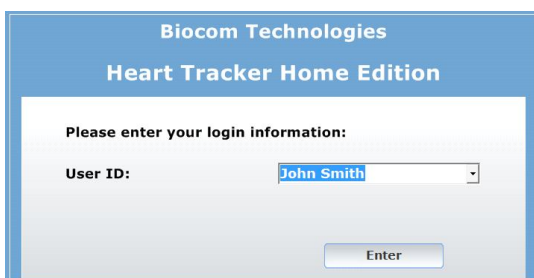 Biocom Technologies
Heart Tracker Home Edition
Please enter your login information:
User ID: John Smith
Enter